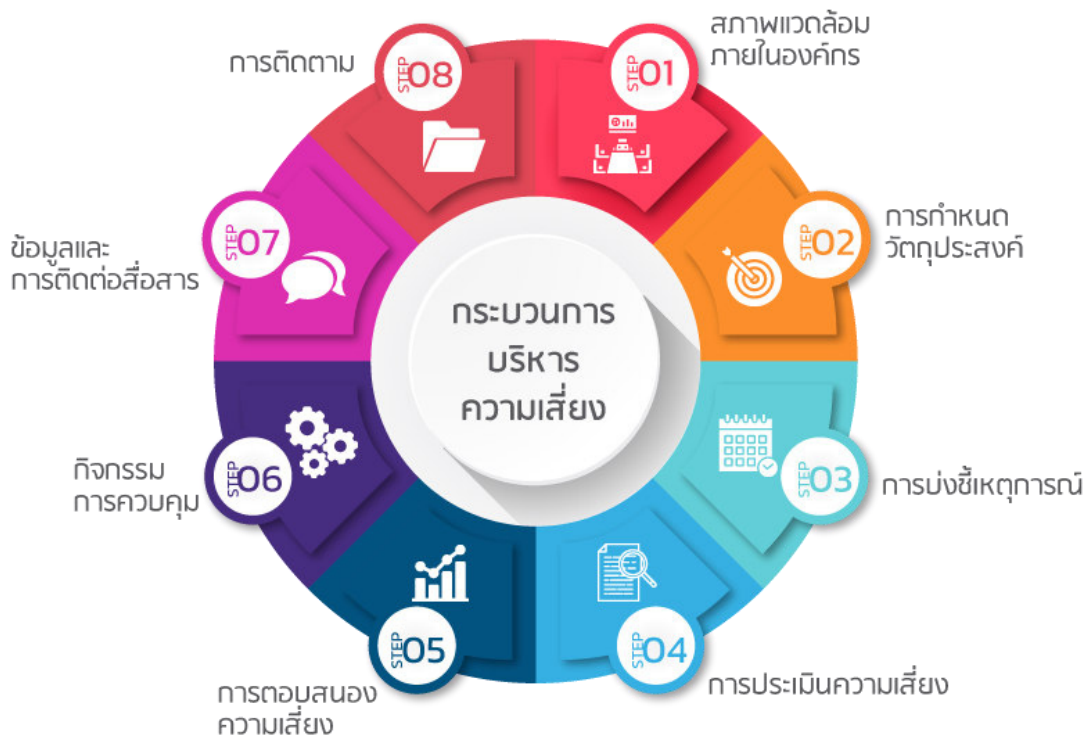 กระบวนการ
บริหาร
ความเสี่ยง
STEP 01
สภาพแวดล้อม
ภายในองค์กร
STEP 02
การกำหนด
วัตถุประสงค์
STEP 03
การบ่งชี้เหตุการณ์
STEP 04
การประเมินความเสี่ยง
STEP 05
การตอบสนอง
ความเสี่ยง
STEP 06
กิจกรรม
การควบคุม
STEP 07
ข้อมูลและ
การติดต่อสื่อสาร
STEP 08
การติดตาม